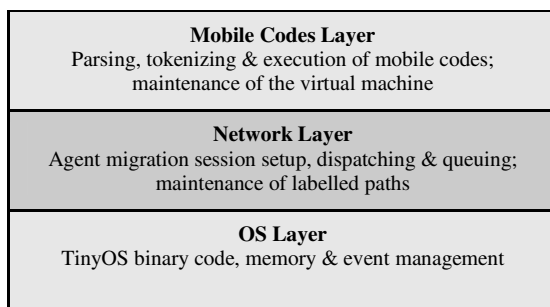 Mobile Codes Layer
Parsing, tokenizing & execution of mobile codes;
maintenance of the virtual machine
Network Layer
Agent migration session setup, dispatching & queuing;
maintenance of labelled paths
OS Layer
TinyOS binary code, memory & event management